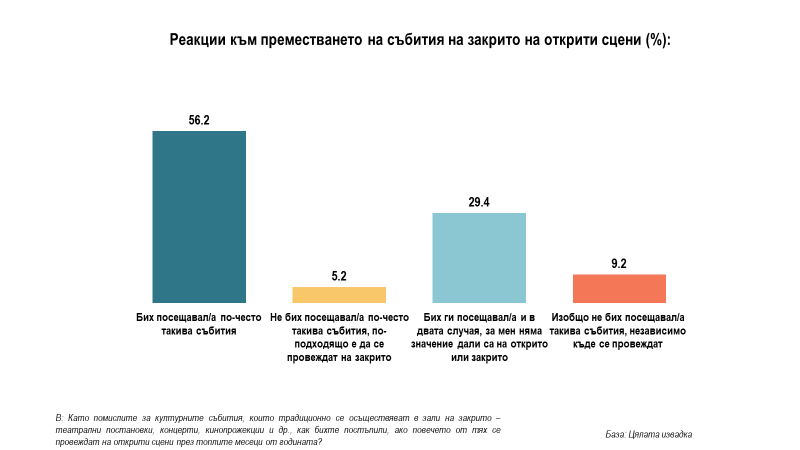 Реакции към преместването на събития на закрито на открити сцени (%):
56.2
5.2
29.4
9.2
Бих посещавал/а по-често
такива събития
Не бих посещавал/а по-често
такива събития, по-
подходящо е да се
провеждат на закрито
Бих ги посещавал/а и в
двата случая, за мен няма
значение дали са на открито
или закрито
Изобщо не бих посещавал/а
такива събития, независимо
къде се провеждат
В: Като помислите за културните събития, които традиционно се осъществяват в зали на закрито –
театрални постановки, концерти, кинопрожекции и др., как бихте постъпили, ако повечето от тях се
провеждат на открити сцени през топлите месеци от годината?
База: Цялата извадка